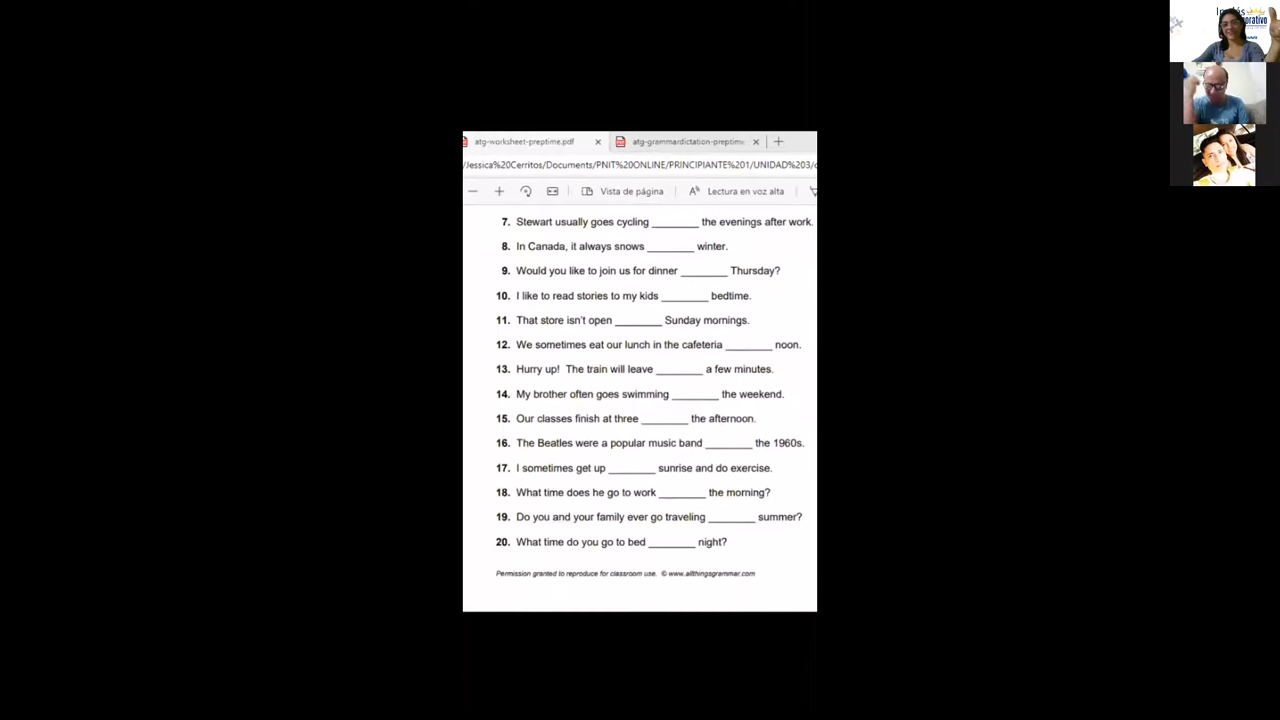 atg-worksheet-preptime.pdf
atg-grammardictation-preptime
/Jessica%20Cerritos/Documents/PNIT%20ONLINE/PRINCIPIANTE%201/UNIDAD%203/
Vista de página
Lectura en voz alta
7. Stewart usually goes cycling ________ the evenings after work.
8. In Canada, it always snows ________ winter.
9. Would you like to join us for dinner ________ Thursday?
10. I like to read stories to my kids ________ bedtime.
11. That store isn't open ________ Sunday mornings.
12. We sometimes eat our lunch in the cafeteria ________ noon.
13. Hurry up! The train will leave ________ a few minutes.
14. My brother often goes swimming ________ the weekend.
15. Our classes finish at three ________ the afternoon.
16. The Beatles were a popular music band ________ the 1960s.
17. I sometimes get up ________ sunrise and do exercise.
18. What time does he go to work ________ the morning?
19. Do you and your family ever go traveling ________ summer?
20. What time do you go to bed ________ night?
Permission granted to reproduce for classroom use. © www.allthingsgrammar.com